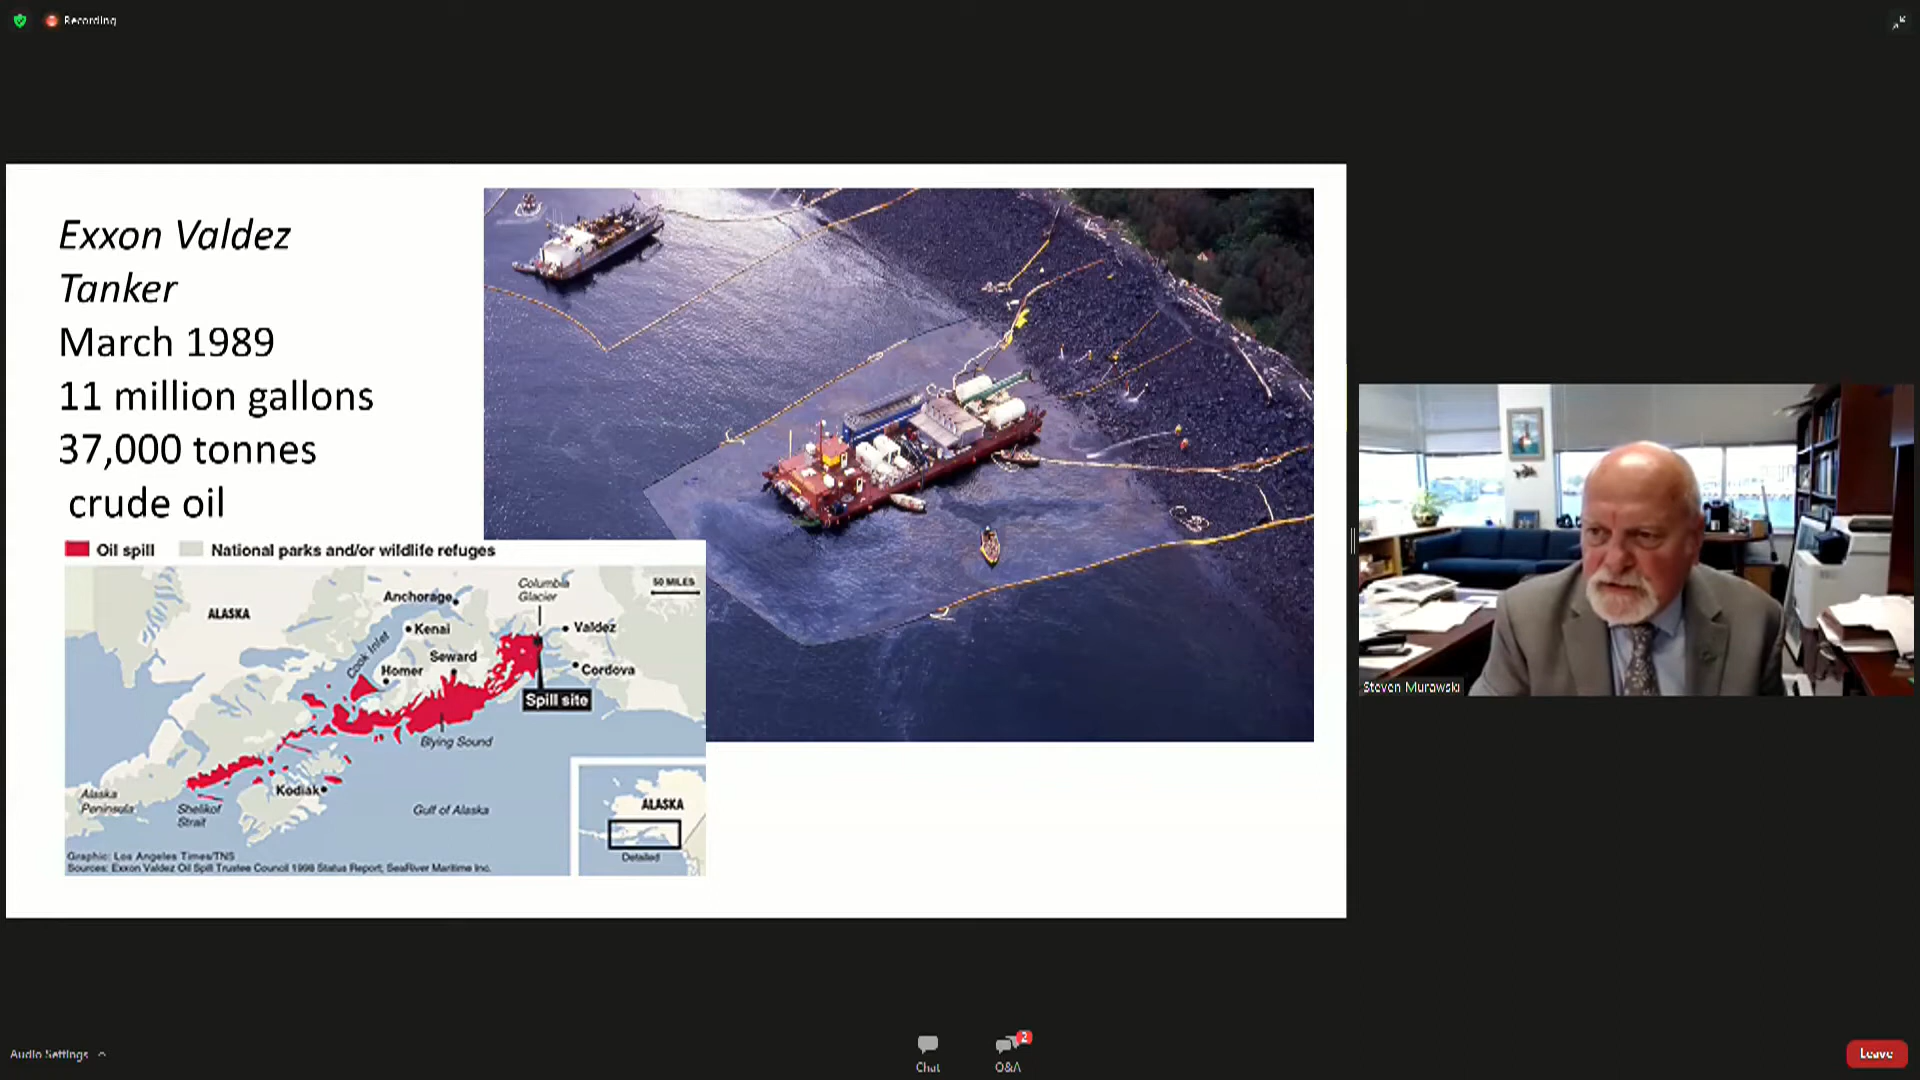 Recording
Exxon Valdez
Tanker
March 1989
11 million gallons
37,000 tonnes
crude oil
Oil spill
National parks and/or wildlife refuges
50 MILES
Columbia
Glacier
ALASKA
Anchorage
Kenai
Valdez
Cook Inlet
Homer
Seward
Cordova
Spill site
Blying Sound
Alaska
Peninsula
Shelikof
Strait
Kodiak
Gulf of Alaska
ALASKA
Detailed
Graphic: Los Angeles Times/TNS
Sources: Exxon Valdez Oil Spill Trustee Council 1998 Status Report; SeaRiver Maritime Inc.
Steven Murawski
Audio Settings
Chat
2
Q&A
Leave